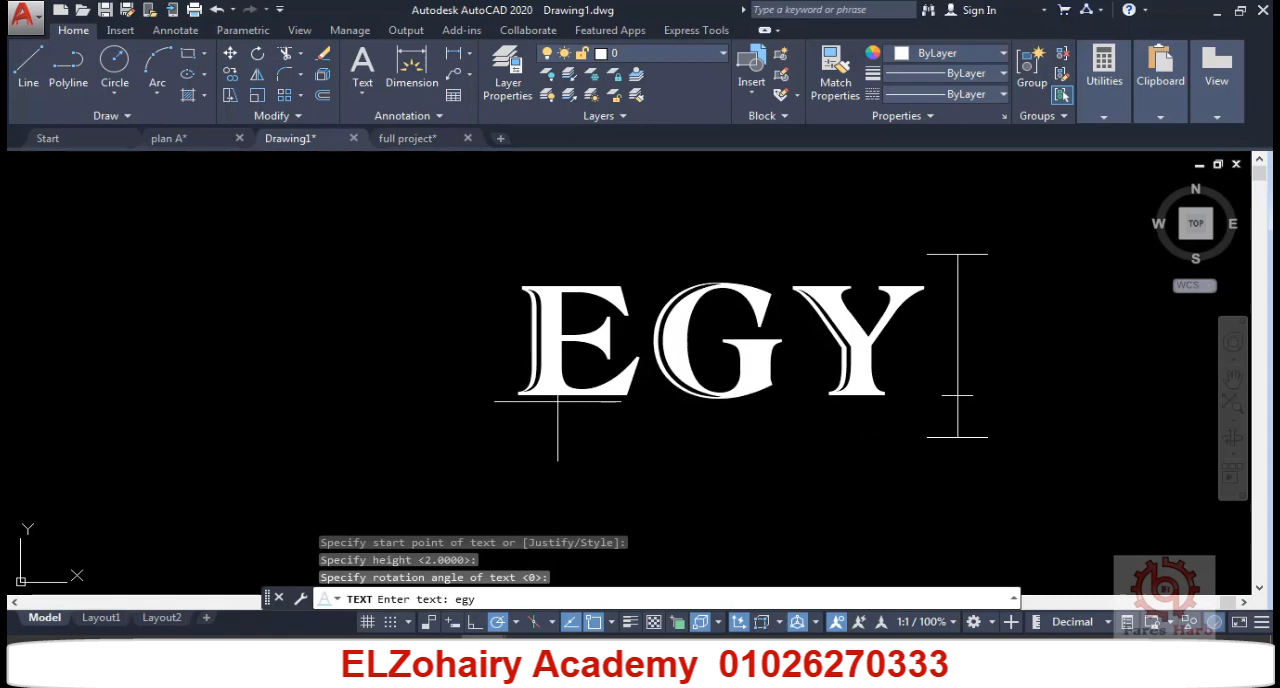 Autodesk AutoCAD 2020 Drawing1.dwg
Type a keyword or phrase
Sign In
Home Insert Annotate Parametric View Manage Output Add-ins Collaborate Featured Apps Express Tools
Line Polyline Circle Arc
Text Dimension
Layer Properties
0
Insert
Match Properties
ByLayer
ByLayer
ByLayer
Group
Utilities
Clipboard
View
Draw Modify Annotation Layers Block Properties Groups
Start plan A* Drawing1* full project*
N
W TOP E
S
WCS
EGY
Y
X
Specify start point of text or [Justify/Style]:
Specify height <2.0000>:
Specify rotation angle of text <0>:
TEXT Enter text: egy
Model Layout1 Layout2
1:1 / 100%
Decimal
Fares Harb
ELZohairy Academy 01026270333